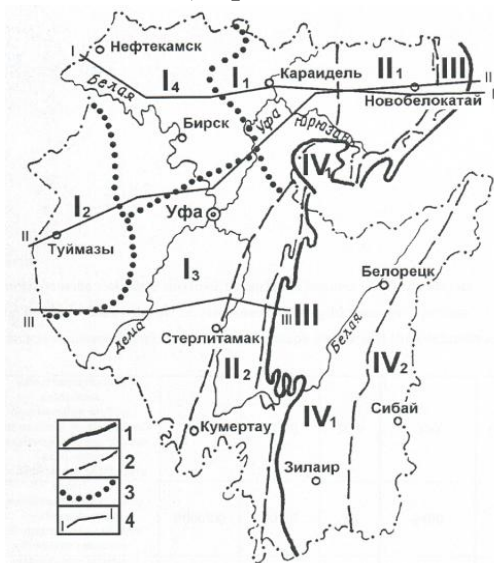 I
Нефтекамск
Белая
I4
I1
Караидель
II1
III
II
I
Новобелокатай
Бирск
Уфа
Юрюзань
IV1
I2
Уфа
II
Туймазы
I3
Белорецк
III
III
III
Дема
Стерлитамак
Белая
II2
IV2
Кумертау
IV1
Сибай
Зилаир
1
2
3
I I 4